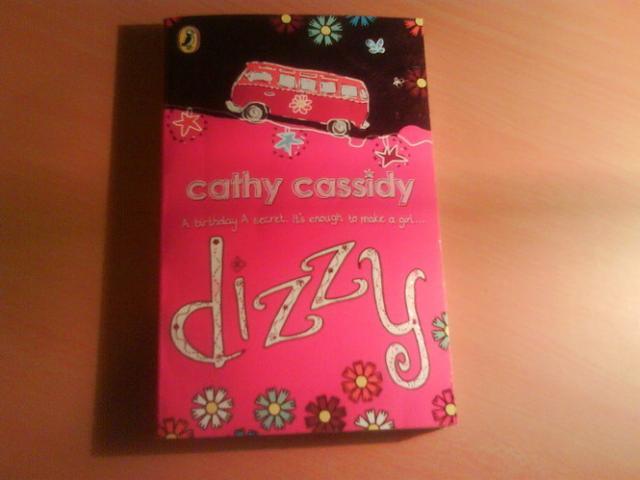 cathy cassidy
A birthday A secret. It's enough to make a girl...
dizzy